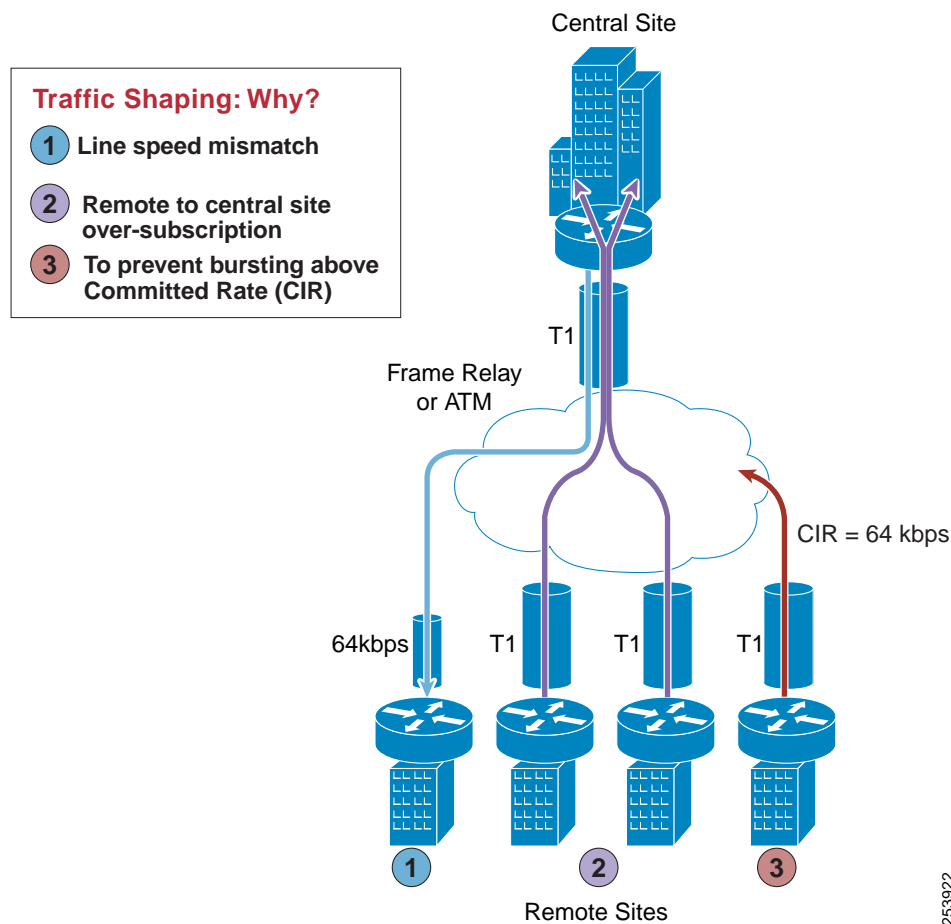 Central Site
Traffic Shaping: Why?
1 Line speed mismatch
2 Remote to central site
over-subscription
3 To prevent bursting above
Committed Rate (CIR)
T1
Frame Relay
or ATM
CIR = 64 kbps
64kbps
T1
T1
T1
1
2
3
Remote Sites
253922